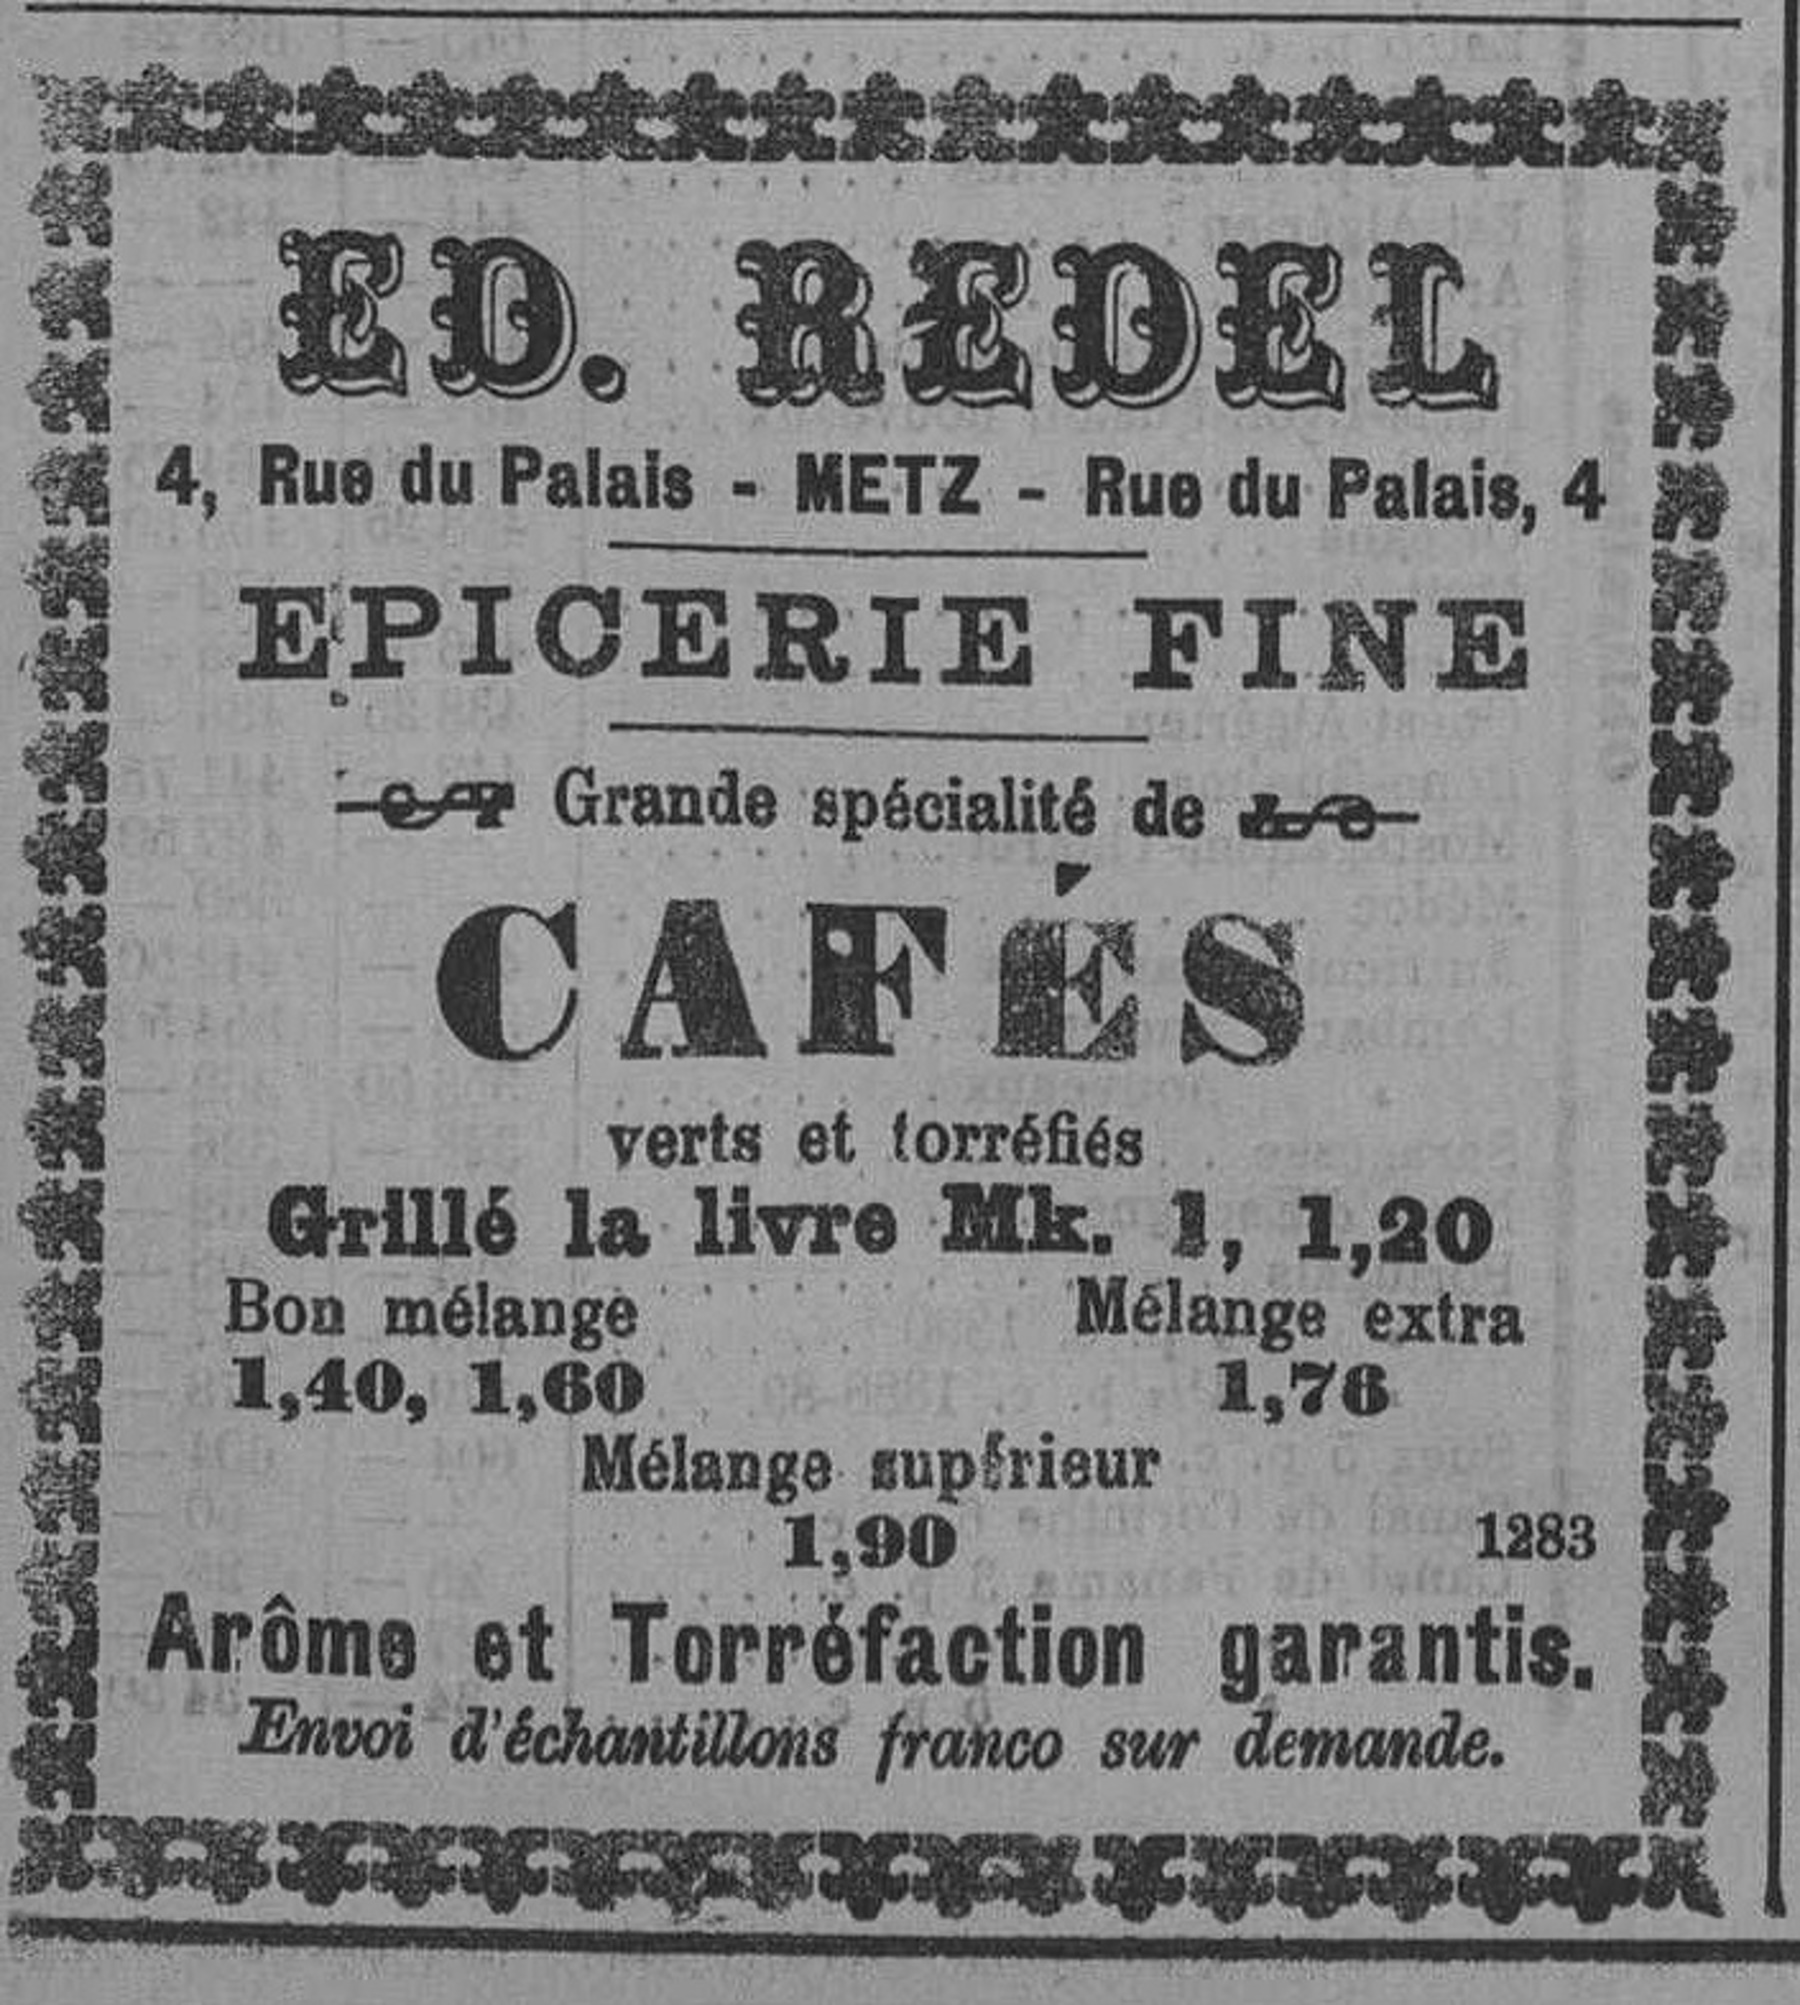 ED. REDEL
4, Rue du Palais - METZ - Rue du Palais, 4
EPICERIE FINE
Grande spécialité de
CAFÉS
verts et torréfiés
Grillé la livre Mk. 1, 1,20
Bon mélange Mélange extra
1,40, 1,60 1,76
Mélange supérieur
1,90 1283
Arôme et Torréfaction garantis.
Envoi d'échantillons franco sur demande.